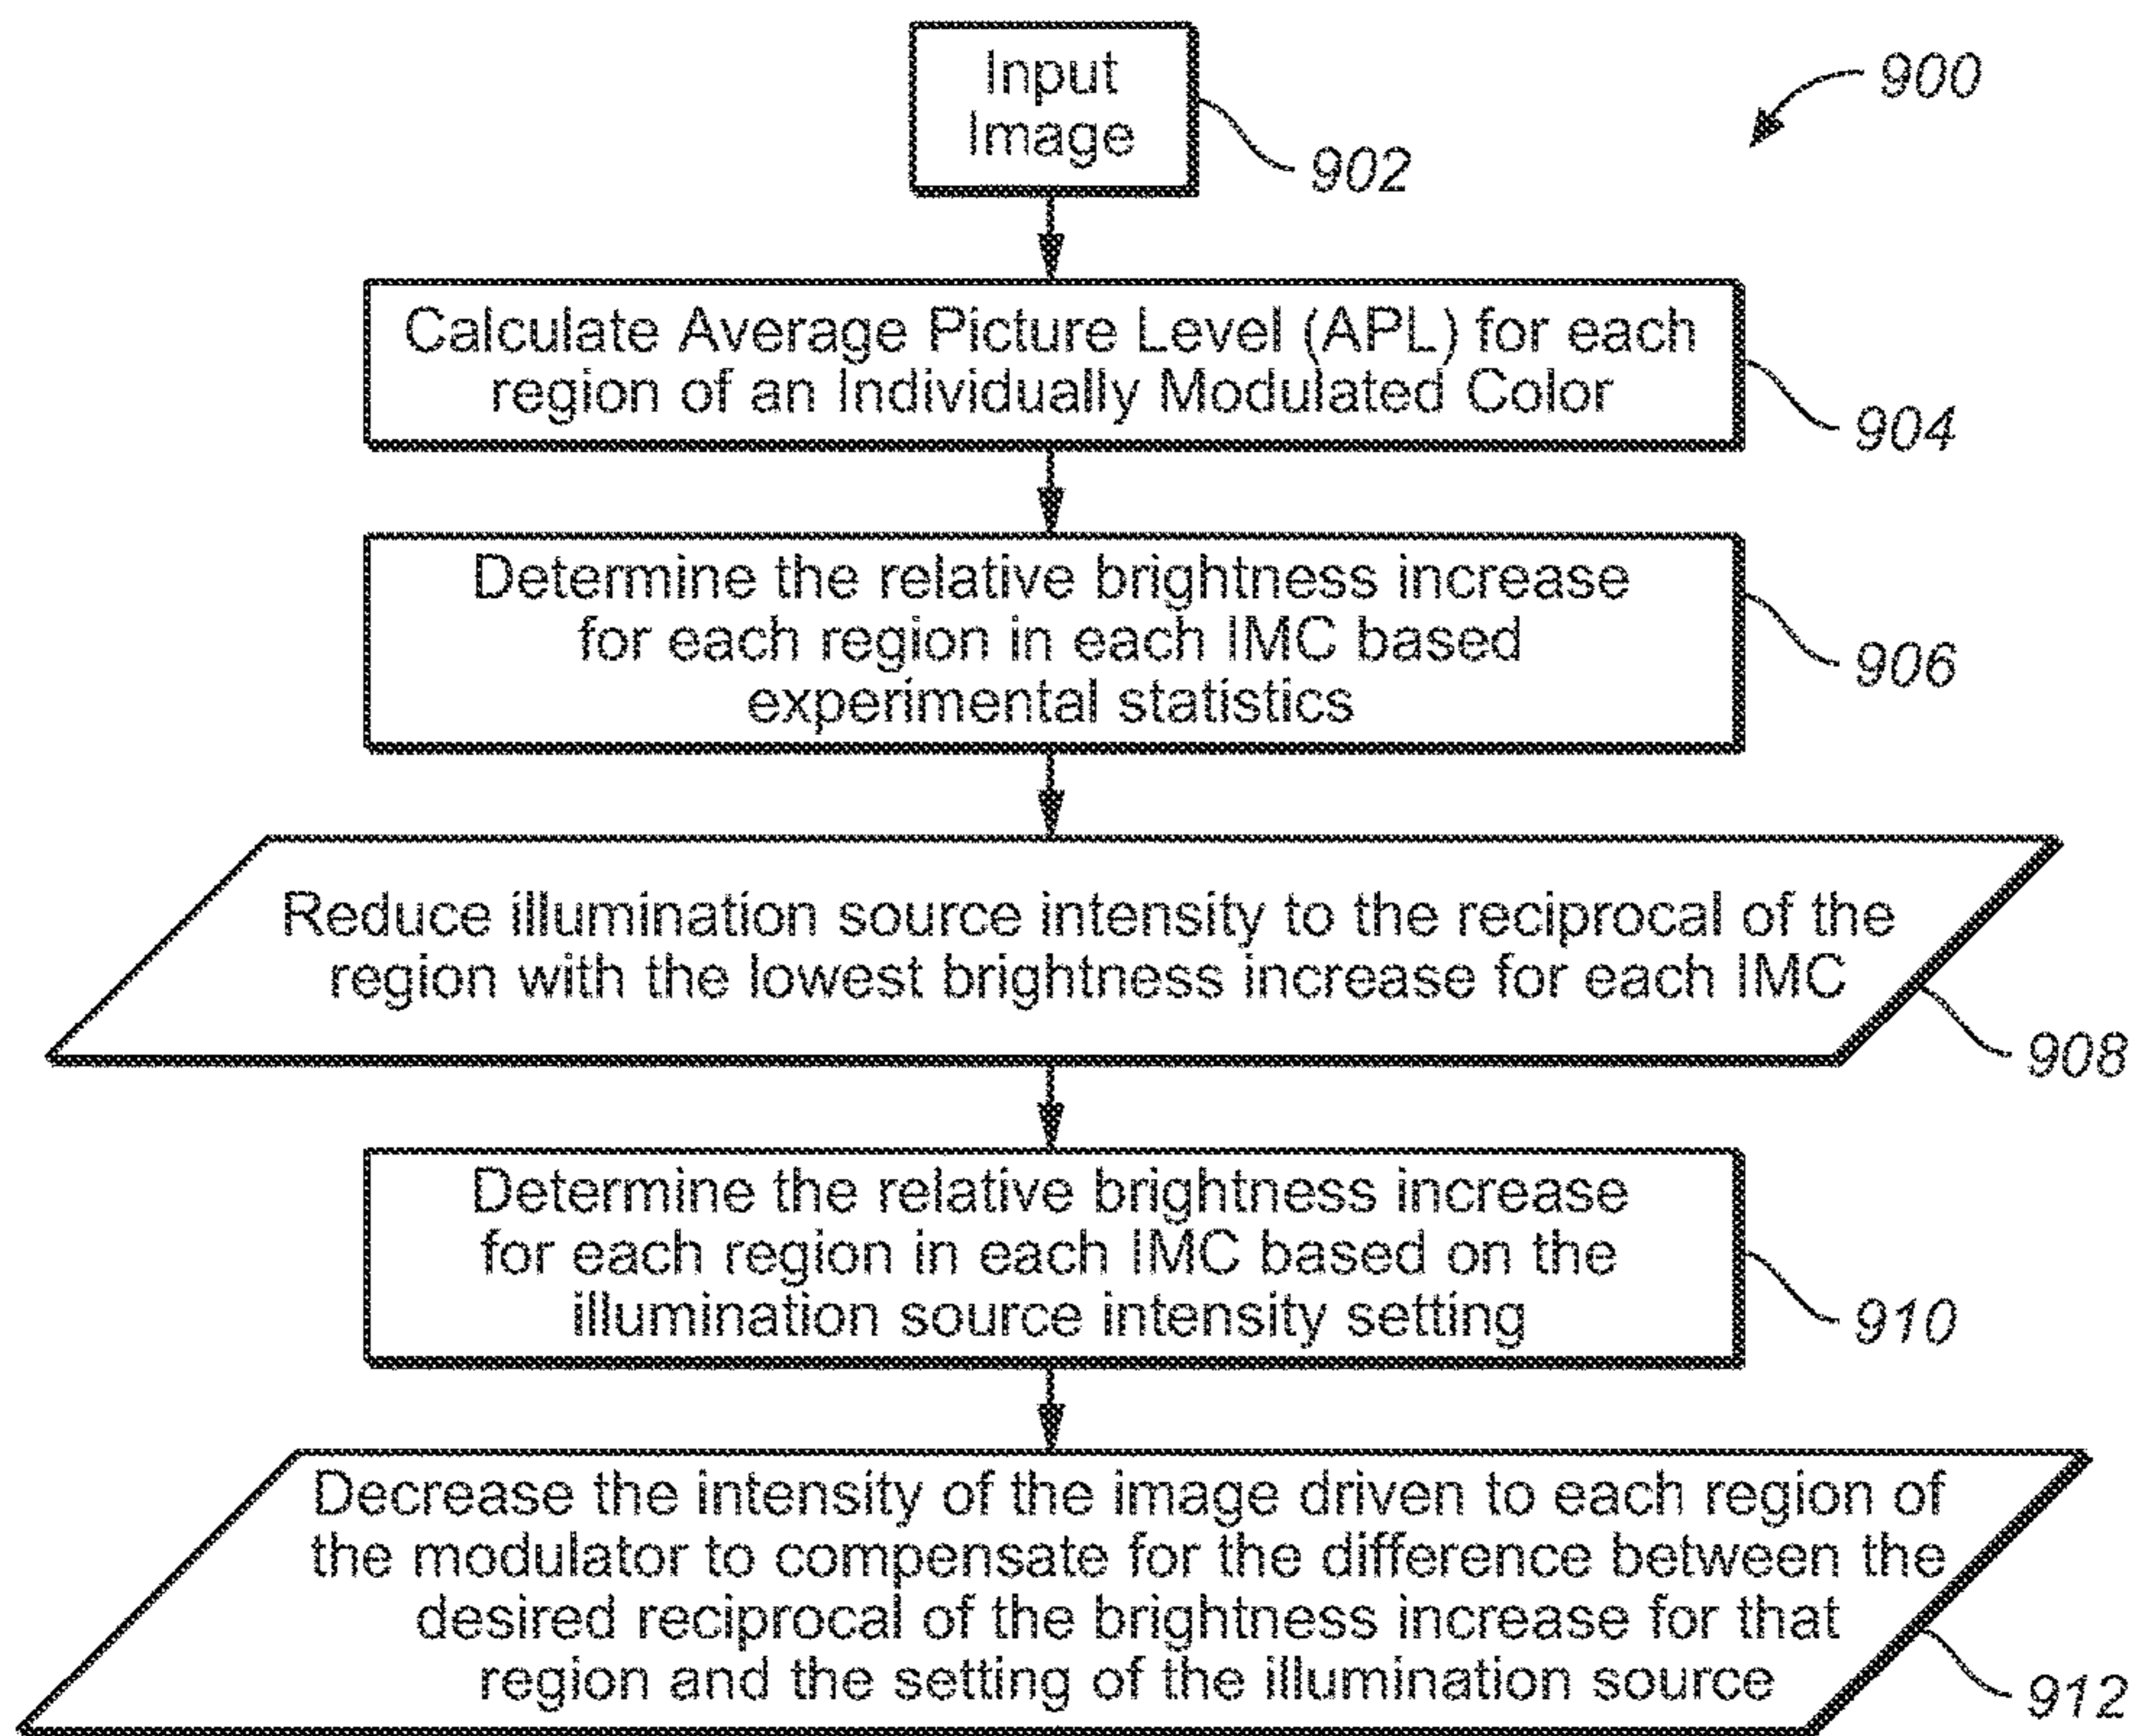 Input
Image
900
902
Calculate Average Picture Level (APL) for each
region of an Individually Modulated Color
904
Determine the relative brightness increase
for each region in each IMC based
experimental statistics
906
Reduce illumination source intensity to the reciprocal of the
region with the lowest brightness increase for each IMC
908
Determine the relative brightness increase
for each region in each IMC based on the
illumination source intensity setting
910
Decrease the intensity of the image driven to each region of
the modulator to compensate for the difference between the
desired reciprocal of the brightness increase for that
region and the setting of the illumination source
912